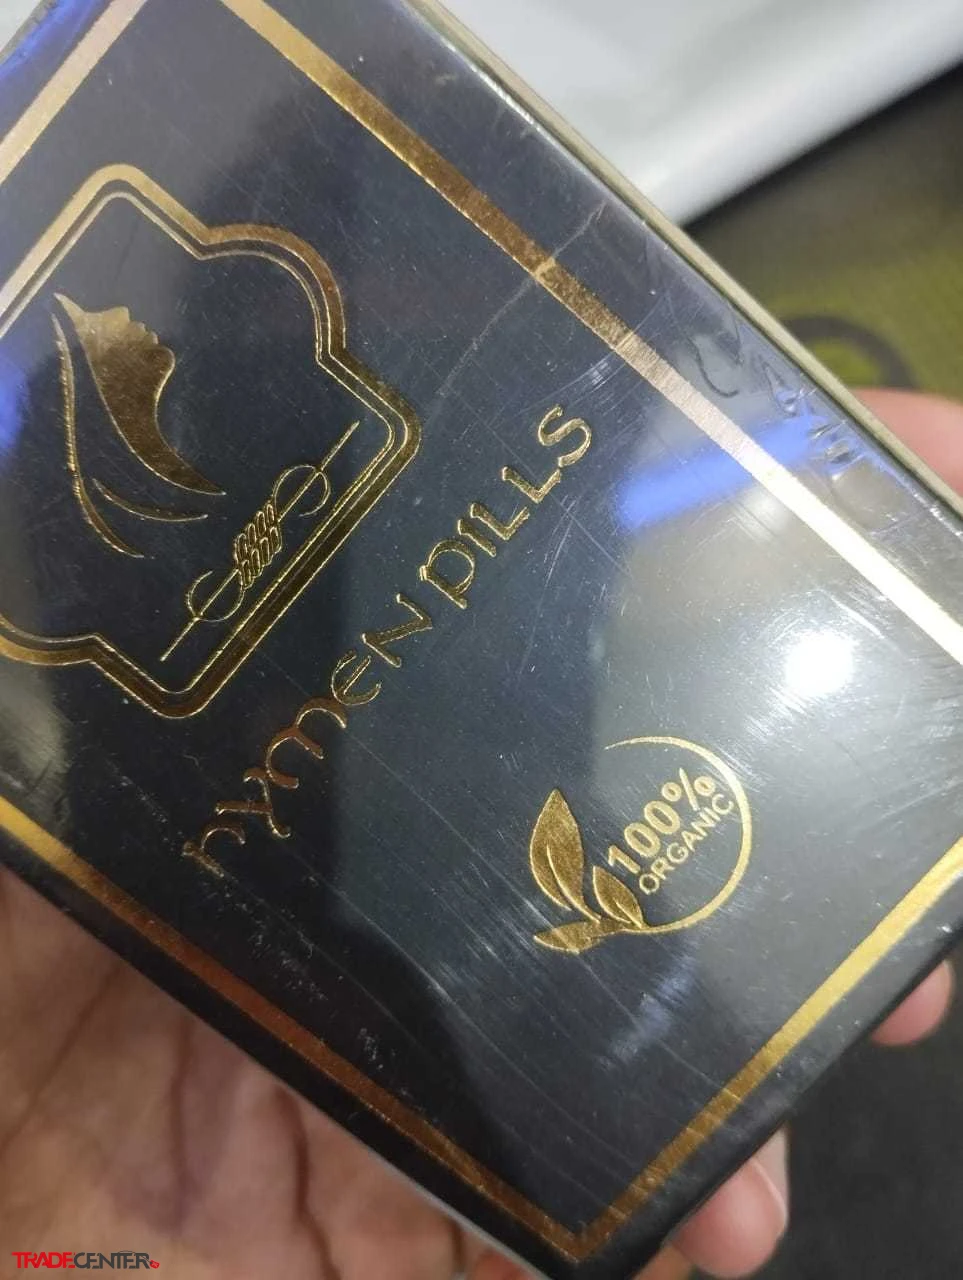 HYMEN PILLS
100%
ORGANIC
TRADECENTER